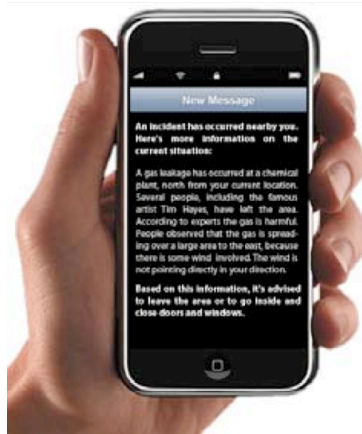 New Message
An incident has occurred nearby you.
Here's more information on the
current situation:
A gas leakage has occurred at a chemical
plant, north from your current location.
Several people, including the famous
artist Tim Hayes, have left the area.
According to experts the gas is harmful.
People observed that the gas is spread-
ing over a large area to the east, because
there is some wind involved. The wind is
not pointing directly in your direction.
Based on this information, it's advised
to leave the area or to go inside and
close doors and windows.